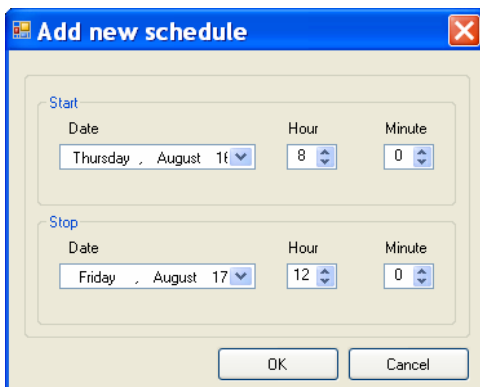 Add new schedule
Start
Date Hour Minute
Thursday , August 16 8 0
Stop
Date Hour Minute
Friday , August 17 12 0
OK Cancel